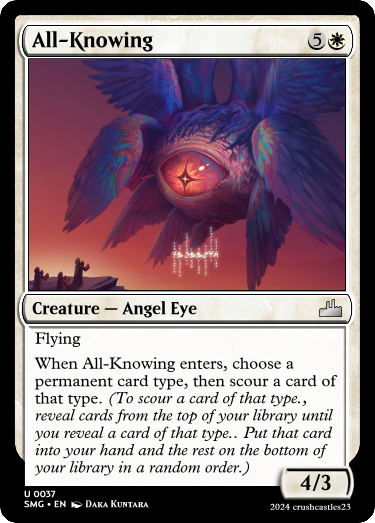 All-Knowing 5
Creature — Angel Eye
Flying
When All-Knowing enters, choose a
permanent card type, then scour a card of
that type. (To scour a card of that type.,
reveal cards from the top of your library until
you reveal a card of that type.. Put that card
into your hand and the rest on the bottom of
your library in a random order.)
4/3
U 0037
SMG • EN DAKA KUNTARA
2024 crushcastles23